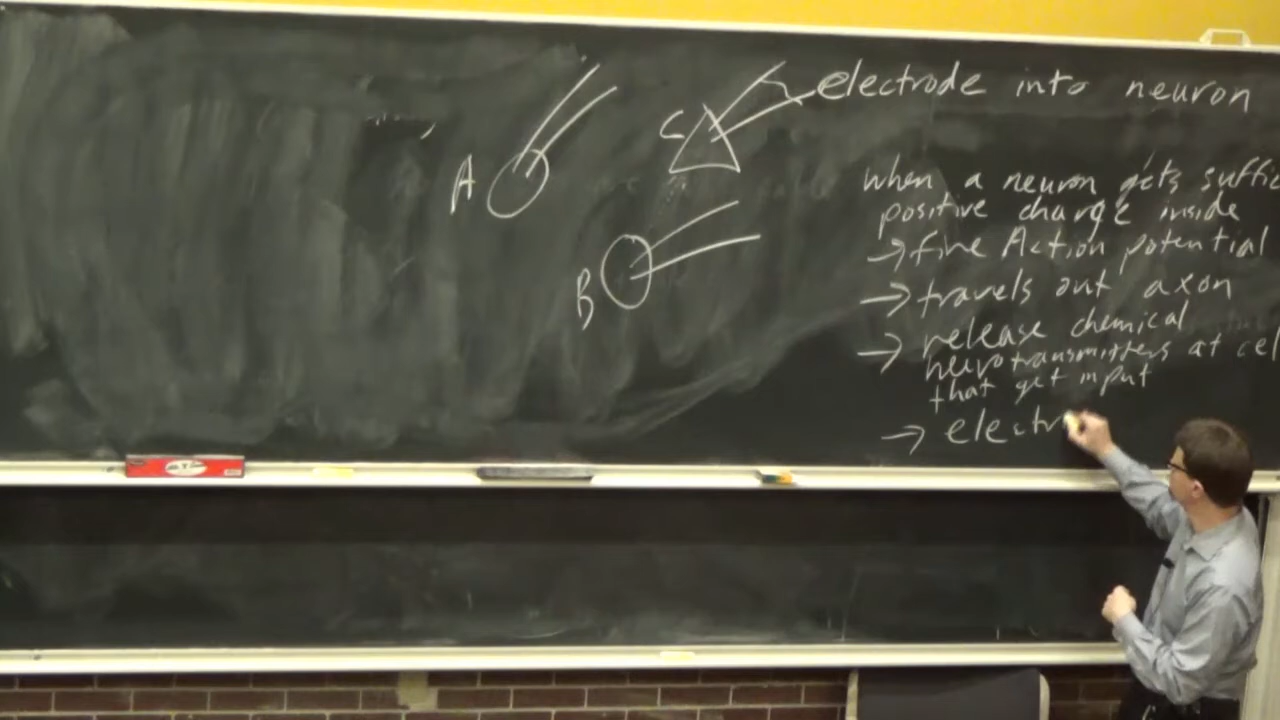 electrode into neuron
C
A
when a neuron gets suffic
positive charge inside
→ fire Action potential
B
→ travels out axon
→ release chemical
neurotransmitters at cel
that get input
→ electr